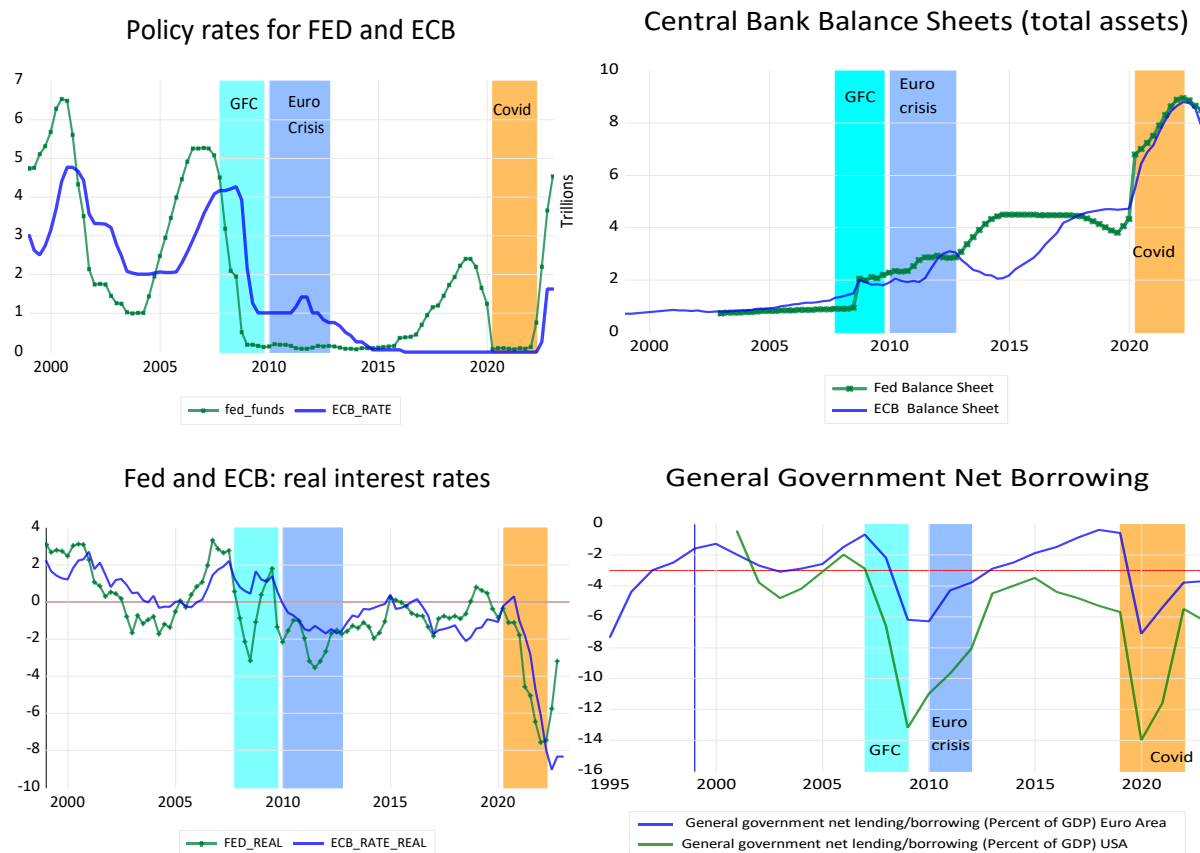 Policy rates for FED and ECB
7
6
5
4
3
2
1
0
GFC
Euro
Crisis
Covid
2000
2005
2010
2015
2020
fed_funds
ECB_RATE
Central Bank Balance Sheets (total assets)
Trillions
10
8
6
4
2
0
GFC
Euro
crisis
Covid
2000
2005
2010
2015
2020
Fed Balance Sheet
ECB Balance Sheet
Fed and ECB: real interest rates
4
2
0
-2
-4
-6
-8
-10
2000
2005
2010
2015
2020
FED_REAL
ECB_RATE_REAL
General Government Net Borrowing
0
-2
-4
-6
-8
-10
-12
-14
-16
GFC
Euro
crisis
Covid
1995
2000
2005
2010
2015
2020
General government net lending/borrowing (Percent of GDP) Euro Area
General government net lending/borrowing (Percent of GDP) USA